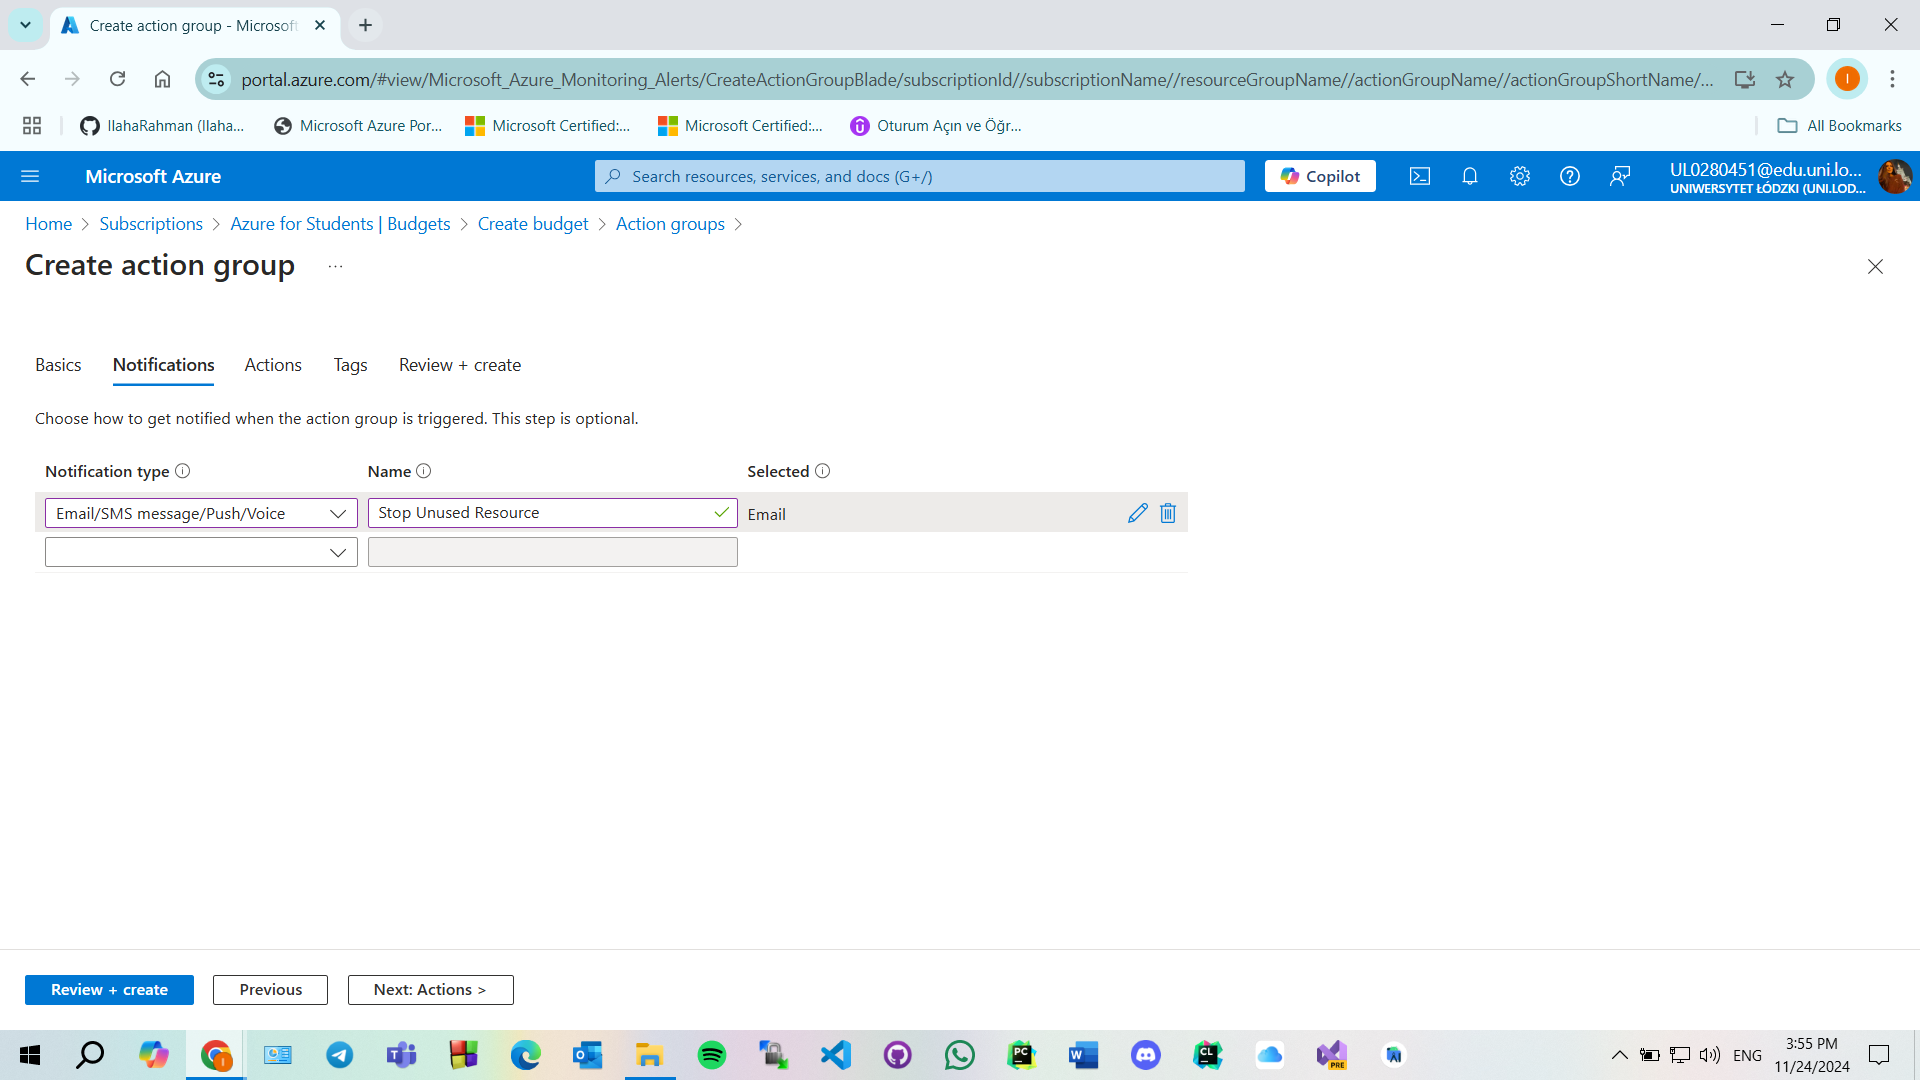 Create action group - Microsoft
portal.azure.com/#view/Microsoft_Azure_Monitoring_Alerts/CreateActionGroupBlade/subscriptionId//subscriptionName//resourceGroupName//actionGroupName//actionGroupShortName/...
IlahaRahman (Ilaha...
Microsoft Azure Por...
Microsoft Certified:...
Microsoft Certified:...
Oturum Açın ve Öğr...
All Bookmarks
Microsoft Azure
Search resources, services, and docs (G+/)
Copilot
UL0280451@edu.uni.lo...
UNIWERSYTET ŁÓDZKI (UNI.LOD...
Home > Subscriptions > Azure for Students | Budgets > Create budget > Action groups >
Create action group ...
Basics Notifications Actions Tags Review + create
Choose how to get notified when the action group is triggered. This step is optional.
Notification type Name Selected
Email/SMS message/Push/Voice Stop Unused Resource Email
Review + create Previous Next: Actions >
ENG
3:55 PM
11/24/2024